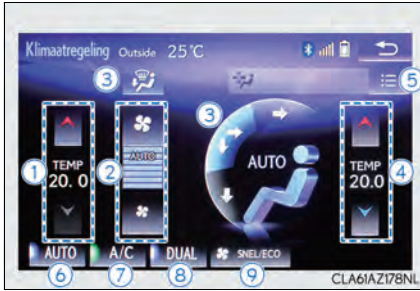 Klimaatregeling Outside 25℃
3
3
5
1
TEMP
20. 0
2
AUTO
AUTO
4
TEMP
20.0
AUTO
A/C
DUAL
SNEL/ECO
6
7
8
9
CLA61AZ178NL